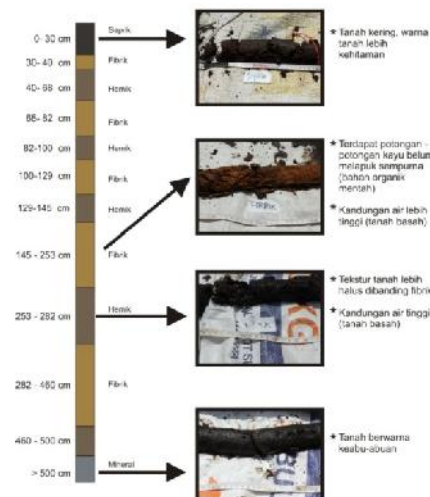 0- 30 cm
Saprik
30- 40 cm
Fibrik
40- 68 cm
Hemik
68- 82 cm
Fibrik
82-100 cm
Hemik
100-129 cm
Fibrik
129-145 cm
Hemik
145 - 253 cm
Fibrik
253 - 282 cm
Hemik
282 - 460 cm
Fibrik
460 - 500 cm
> 500 cm
Mineral
* Tanah kering, warna
tanah lebih
kehitaman
* Terdapat potongan -
potongan kayu belum
melapuk sempurna
(bahan organik
mentah)
* Kandungan air lebih
tinggi (tanah basah)
* Tekstur tanah lebih
halus dibanding fibrik
* Kandungan air tinggi
(tanah basah)
* Tanah berwarna
keabu-abuan